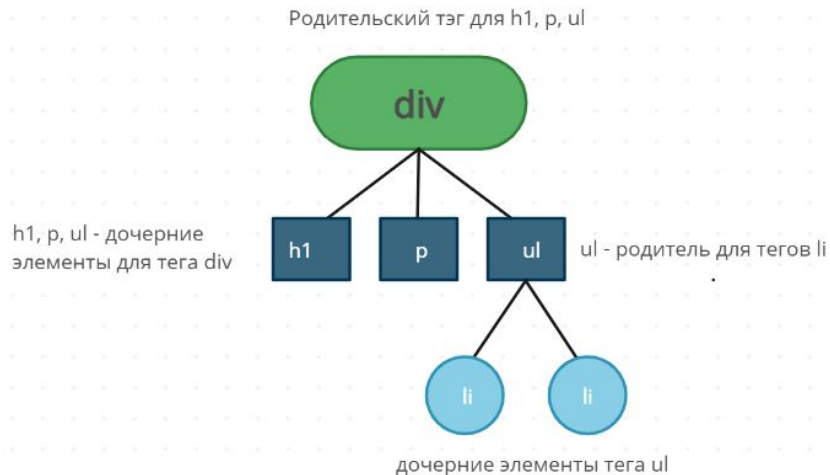 Родительский тэг для h1, p, ul
div
h1, p, ul - дочерние
элементы для тега div
h1
p
ul
ul - родитель для тегов li
.
li
li
дочерние элементы тега ul